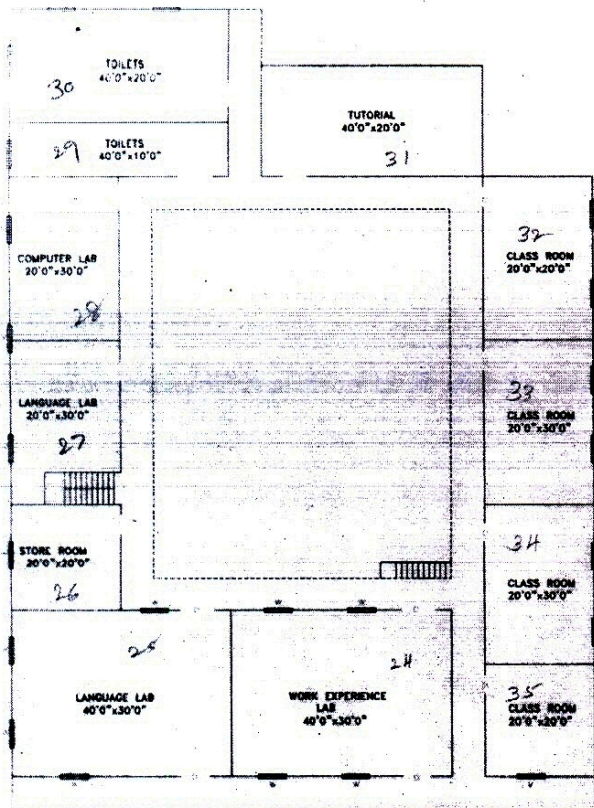 TOILETS
40'0"x20'0"
30
TOILETS
40'0"x10'0"
29
TUTORIAL
40'0"x20'0"
31
COMPUTER LAB
20'0"x30'0"
28
32
CLASS ROOM
20'0"x20'0"
LANGUAGE LAB
20'0"x30'0"
27
33
CLASS ROOM
20'0"x30'0"
STORE ROOM
20'0"x20'0"
26
34
CLASS ROOM
20'0"x30'0"
25
LANGUAGE LAB
40'0"x30'0"
24
WORK EXPERIENCE
LAB
40'0"x30'0"
35
CLASS ROOM
20'0"x20'0"